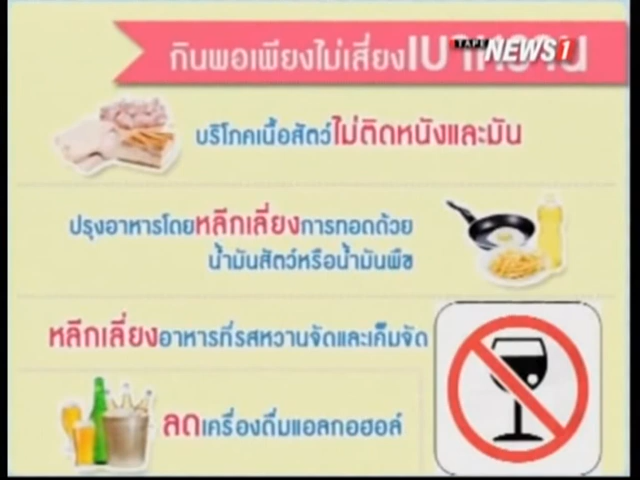 กินพอเพียงไม่เสี่ยง
TAPE NEWS1
บริโภคเนื้อสัตว์ไม่ติดหนังและมัน
ปรุงอาหารโดยหลีกเลี่ยงการทอดด้วย
น้ำมันสัตว์หรือน้ำมันพืช
หลีกเลี่ยงอาหารที่รสหวานจัดและเค็มจัด
ลดเครื่องดื่มแอลกอฮอล์